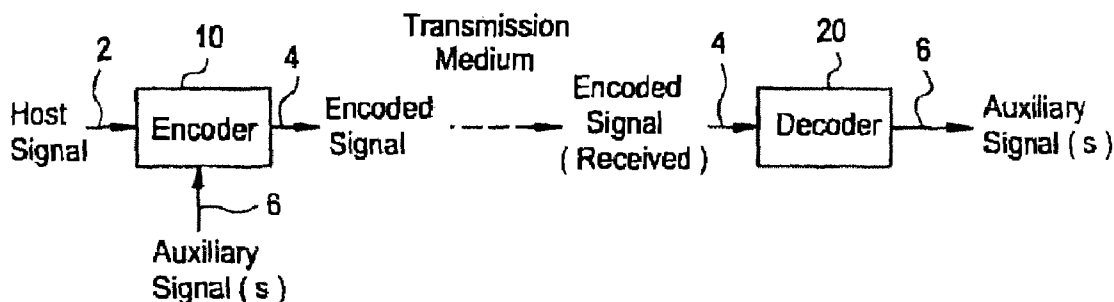 Host
Signal
2
10
Encoder
4
Encoded
Signal
6
Auxiliary
Signal ( s )
Transmission
Medium
Encoded
Signal
( Received )
4
20
Decoder
6
Auxiliary
Signal ( s )